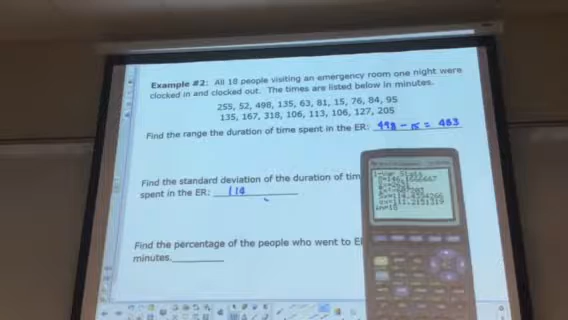 Example #2: All 18 people visiting an emergency room one night were
clocked in and clocked out. The times are listed below in minutes.
255, 52, 498, 135, 63, 81, 15, 76, 84, 95
135, 167, 318, 106, 113, 106, 127, 205
Find the range the duration of time spent in the ER: 498 - 15 = 483
Find the standard deviation of the duration of tim
spent in the ER: 114
Find the percentage of the people who went to E
minutes.
1-Var Stats